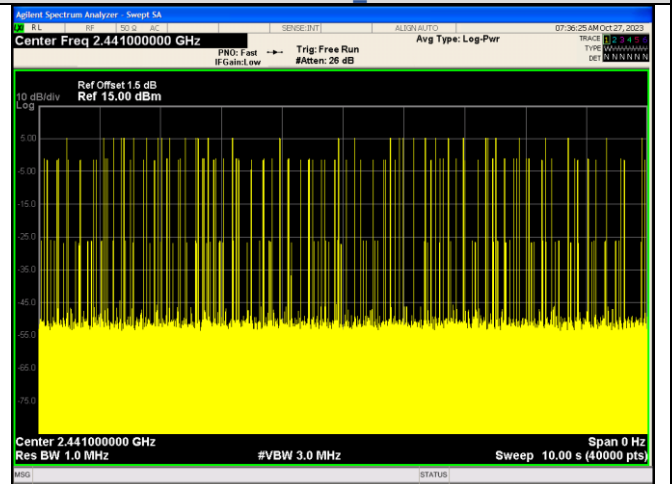 Agilent Spectrum Analyzer - Swept SA
RL RF 50 Ω AC SENSE:INT ALIGN AUTO 07:36:25 AM Oct 27, 2023
Center Freq 2.441000000 GHz
PNO: Fast Trig: Free Run Avg Type: Log-Pwr TRACE 1 2 3 4 5 6
IFGain:Low #Atten: 26 dB TYPE
DET N N N N N N
Ref Offset 1.5 dB
10 dB/div Ref 15.00 dBm
Log
5.00
-5.00
-15.0
-25.0
-35.0
-45.0
-55.0
-65.0
-75.0
Center 2.441000000 GHz Span 0 Hz
Res BW 1.0 MHz #VBW 3.0 MHz Sweep 10.00 s (40000 pts)
MSG STATUS